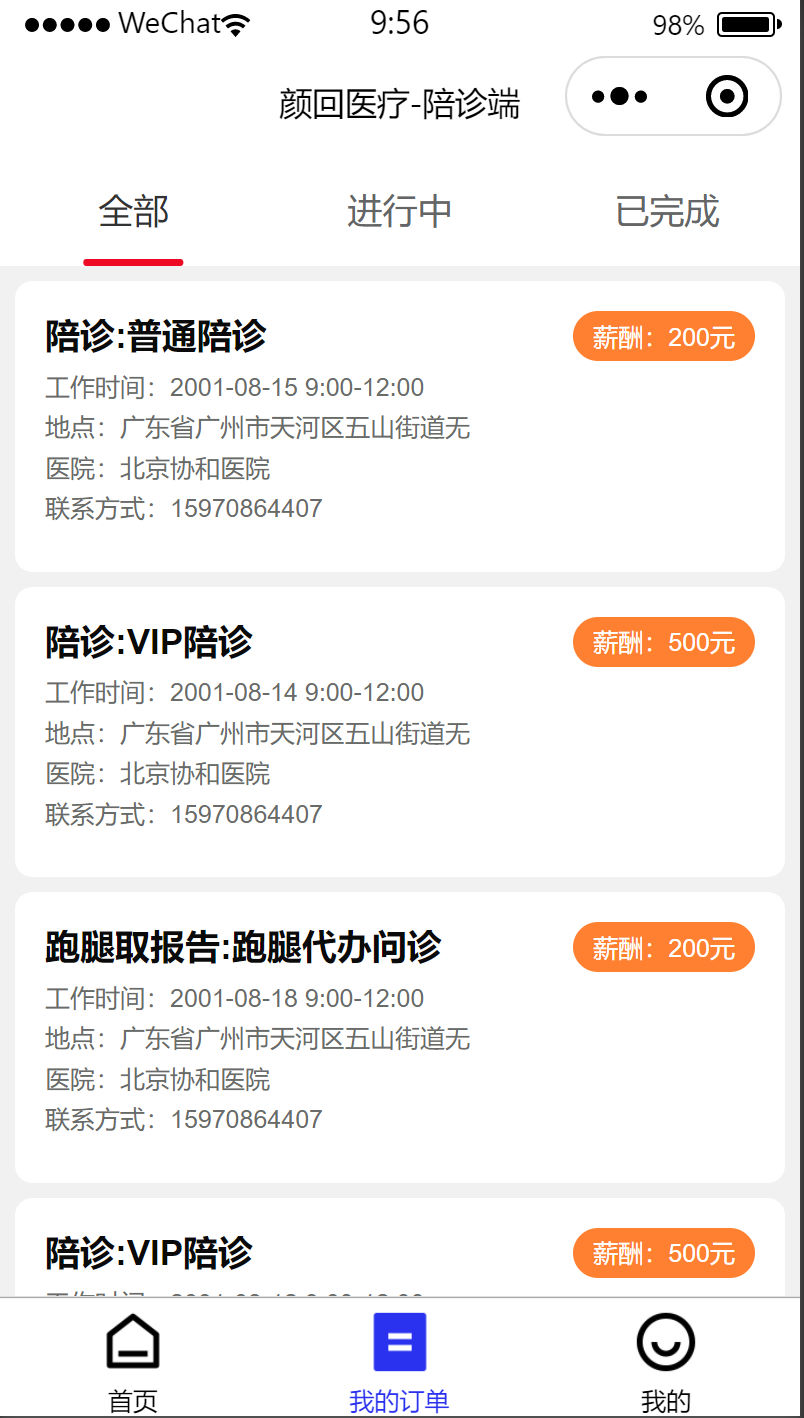 WeChat 9:56 98%
颜回医疗-陪诊端
全部 进行中 已完成
陪诊:普通陪诊 薪酬：200元
工作时间：2001-08-15 9:00-12:00
地点：广东省广州市天河区五山街道无
医院：北京协和医院
联系方式：15970864407
陪诊:VIP陪诊 薪酬：500元
工作时间：2001-08-14 9:00-12:00
地点：广东省广州市天河区五山街道无
医院：北京协和医院
联系方式：15970864407
跑腿取报告:跑腿代办问诊 薪酬：200元
工作时间：2001-08-18 9:00-12:00
地点：广东省广州市天河区五山街道无
医院：北京协和医院
联系方式：15970864407
陪诊:VIP陪诊 薪酬：500元
首页 我的订单 我的